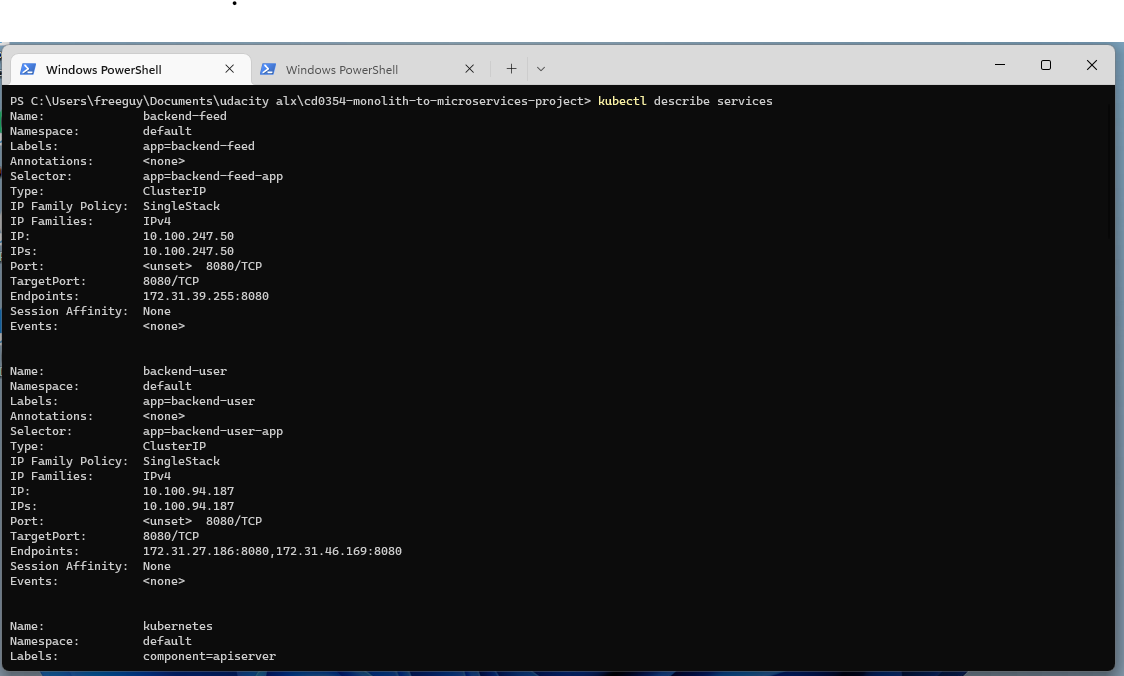 Windows PowerShell
Windows PowerShell
PS C:\Users\freeguy\Documents\udacity alx\cd0354-monolith-to-microservices-project> kubectl describe services
Name: backend-feed
Namespace: default
Labels: app=backend-feed
Annotations: <none>
Selector: app=backend-feed-app
Type: ClusterIP
IP Family Policy: SingleStack
IP Families: IPv4
IP: 10.100.247.50
IPs: 10.100.247.50
Port: <unset> 8080/TCP
TargetPort: 8080/TCP
Endpoints: 172.31.39.255:8080
Session Affinity: None
Events: <none>
Name: backend-user
Namespace: default
Labels: app=backend-user
Annotations: <none>
Selector: app=backend-user-app
Type: ClusterIP
IP Family Policy: SingleStack
IP Families: IPv4
IP: 10.100.94.187
IPs: 10.100.94.187
Port: <unset> 8080/TCP
TargetPort: 8080/TCP
Endpoints: 172.31.27.186:8080,172.31.46.169:8080
Session Affinity: None
Events: <none>
Name: kubernetes
Namespace: default
Labels: component=apiserver